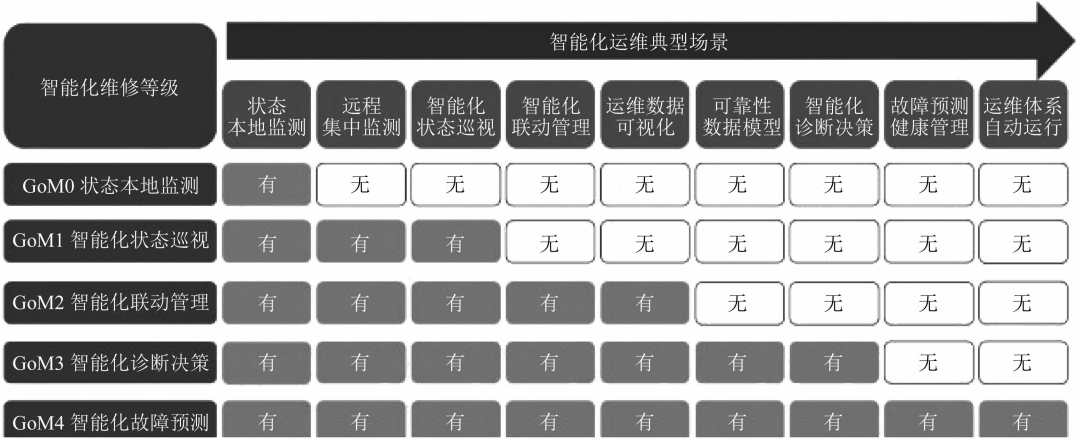 智能化运维典型场景
智能化维修等级
状态
本地监测
远程
集中监测
智能化
状态巡视
智能化
联动管理
运维数据
可视化
可靠性
数据模型
智能化
诊断决策
故障预测
健康管理
运维体系
自动运行
GoM0 状态本地监测 有 无 无 无 无 无 无 无 无
GoM1 智能化状态巡视 有 有 有 无 无 无 无 无 无
GoM2 智能化联动管理 有 有 有 有 有 无 无 无 无
GoM3 智能化诊断决策 有 有 有 有 有 有 有 无 无
GoM4 智能化故障预测 有 有 有 有 有 有 有 有 有